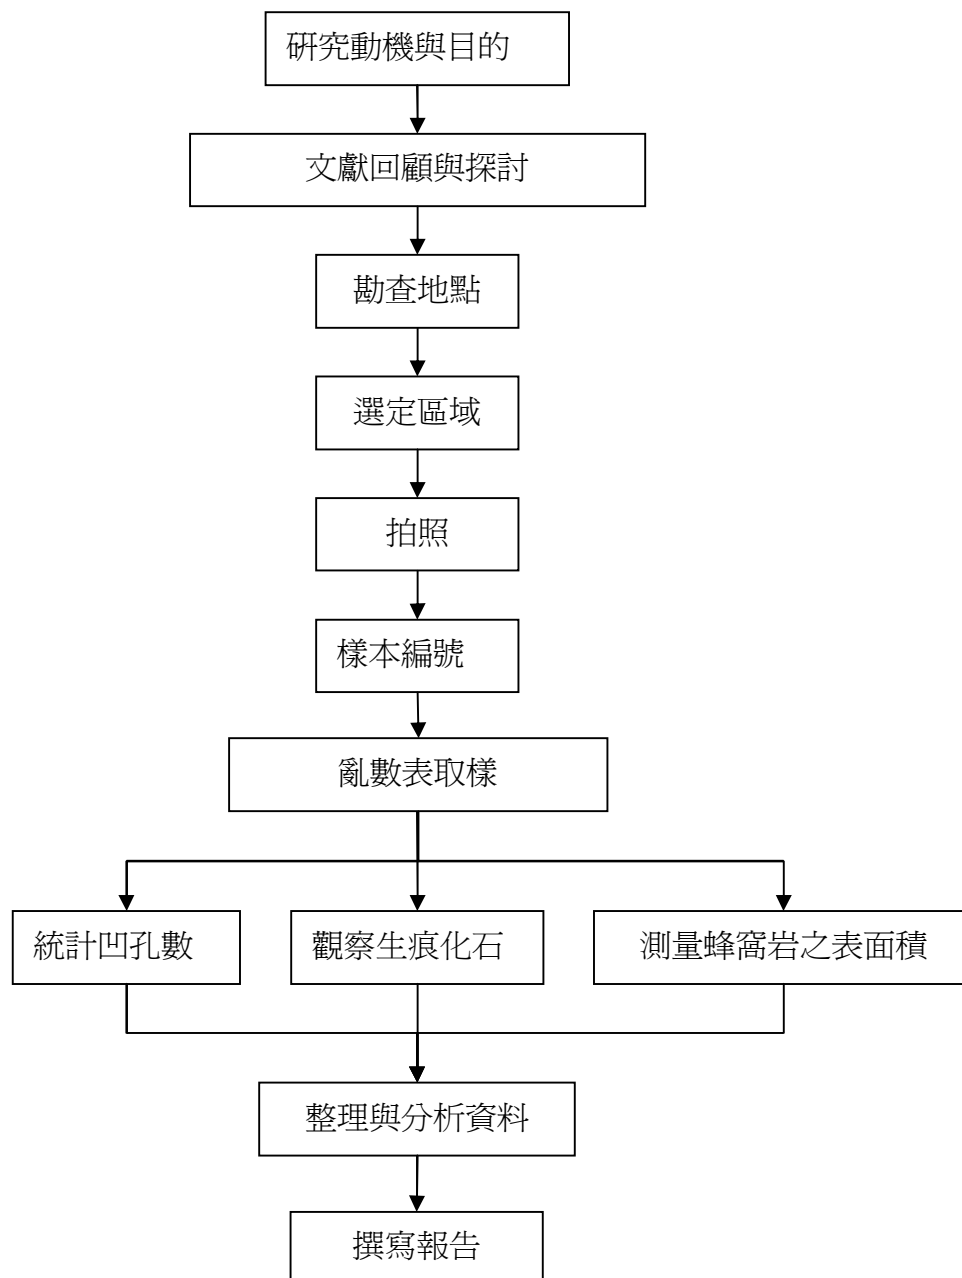 研究動機與目的
文獻回顧與探討
勘查地點
選定區域
拍照
樣本編號
亂數表取樣
統計凹孔數
觀察生痕化石
測量蜂窩岩之表面積
整理與分析資料
撰寫報告